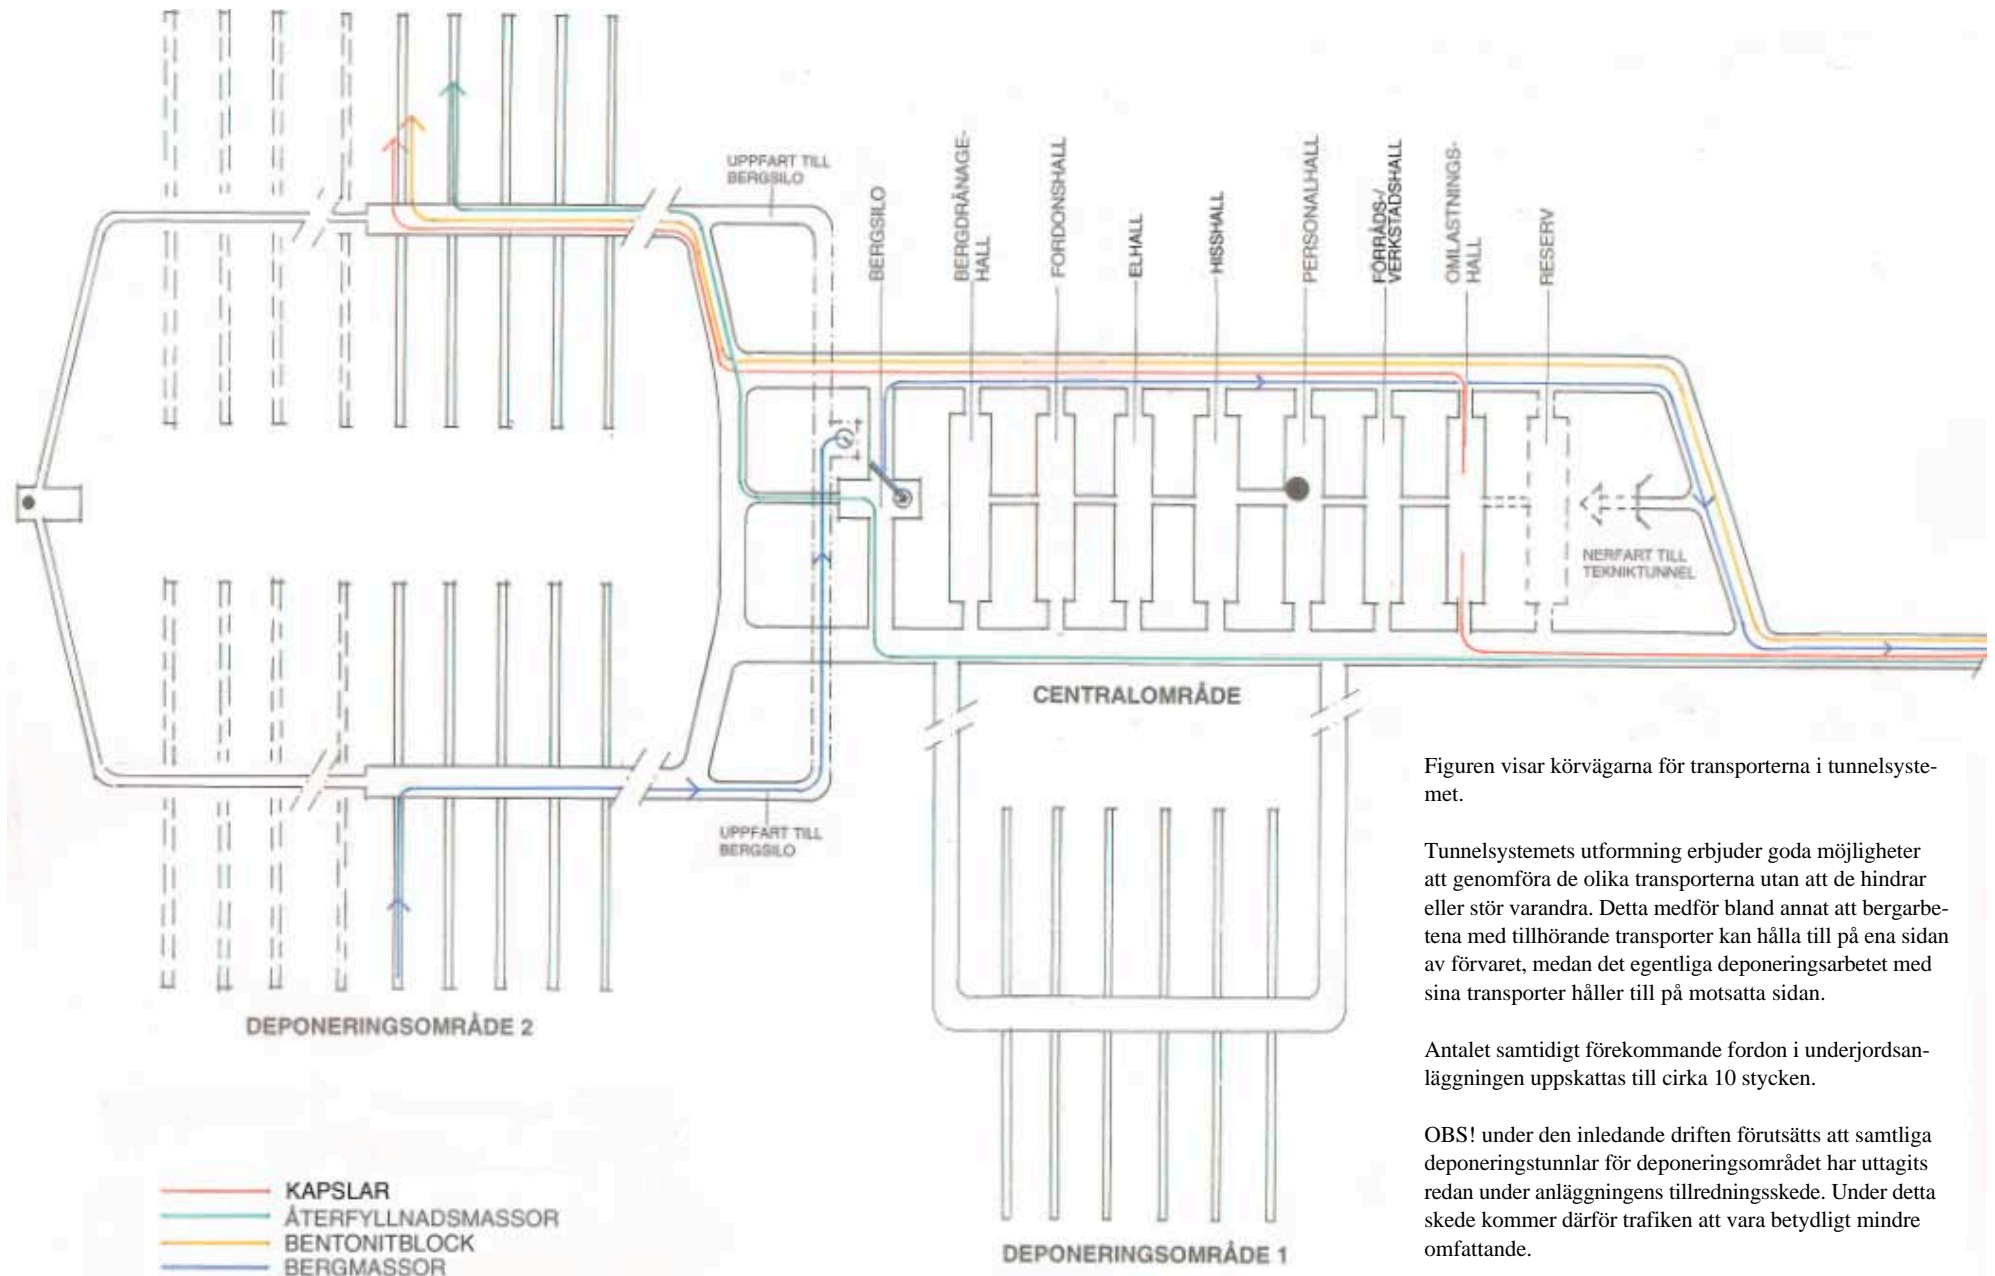 UPPFART TILL
BERGSILO
BERGSILO
BERGDRÄNAGE-
HALL
FORDONSHALL
ELHALL
HISSHALL
PERSONALHALL
FÖRRÅDS-/
VERKSTADSHALL
OMLASTNINGS-
HALL
RESERV
NERFART TILL
TEKNIKTUNNEL
CENTRALOMRÅDE
UPPFART TILL
BERGSILO
DEPONERINGSOMRÅDE 2
DEPONERINGSOMRÅDE 1
KAPSLAR
ÅTERFYLLNADSMASSOR
BENTONITBLOCK
BERGMASSOR
Figuren visar körvägarna för transporterna i tunnelsyste-
met.
Tunnelsystemets utformning erbjuder goda möjligheter
att genomföra de olika transporterna utan att de hindrar
eller stör varandra. Detta medför bland annat att bergarbe-
tena med tillhörande transporter kan hålla till på ena sidan
av förvaret, medan det egentliga deponeringsarbetet med
sina transporter håller till på motsatta sidan.
Antalet samtidigt förekommande fordon i underjordsan-
läggningen uppskattas till cirka 10 stycken.
OBS! under den inledande driften förutsätts att samtliga
deponeringstunnlar för deponeringsområdet har uttagits
redan under anläggningens tillredningsskede. Under detta
skede kommer därför trafiken att vara betydligt mindre
omfattande.